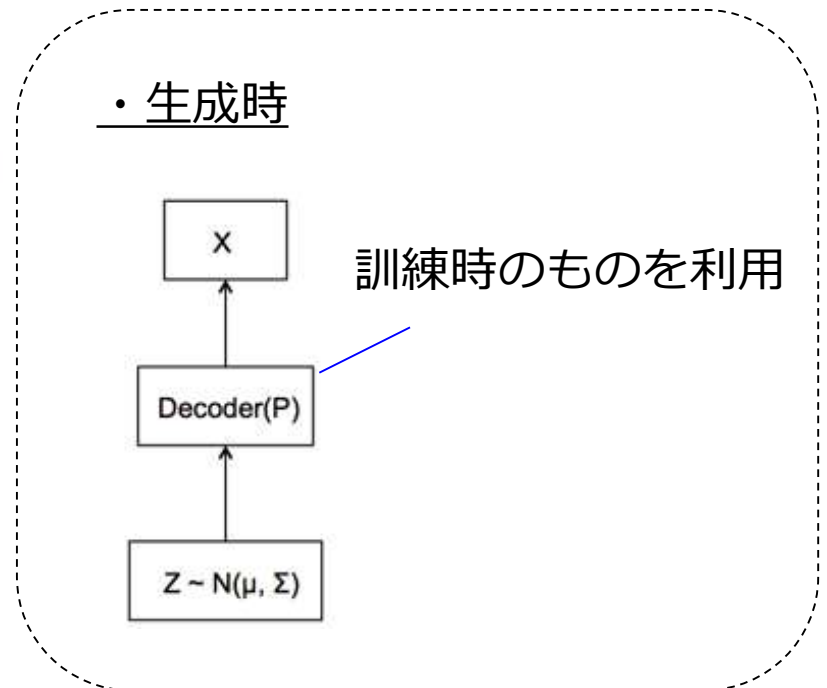 ・生成時
X
訓練時のものを利用
Decoder(P)
Z ~ N(μ, Σ)